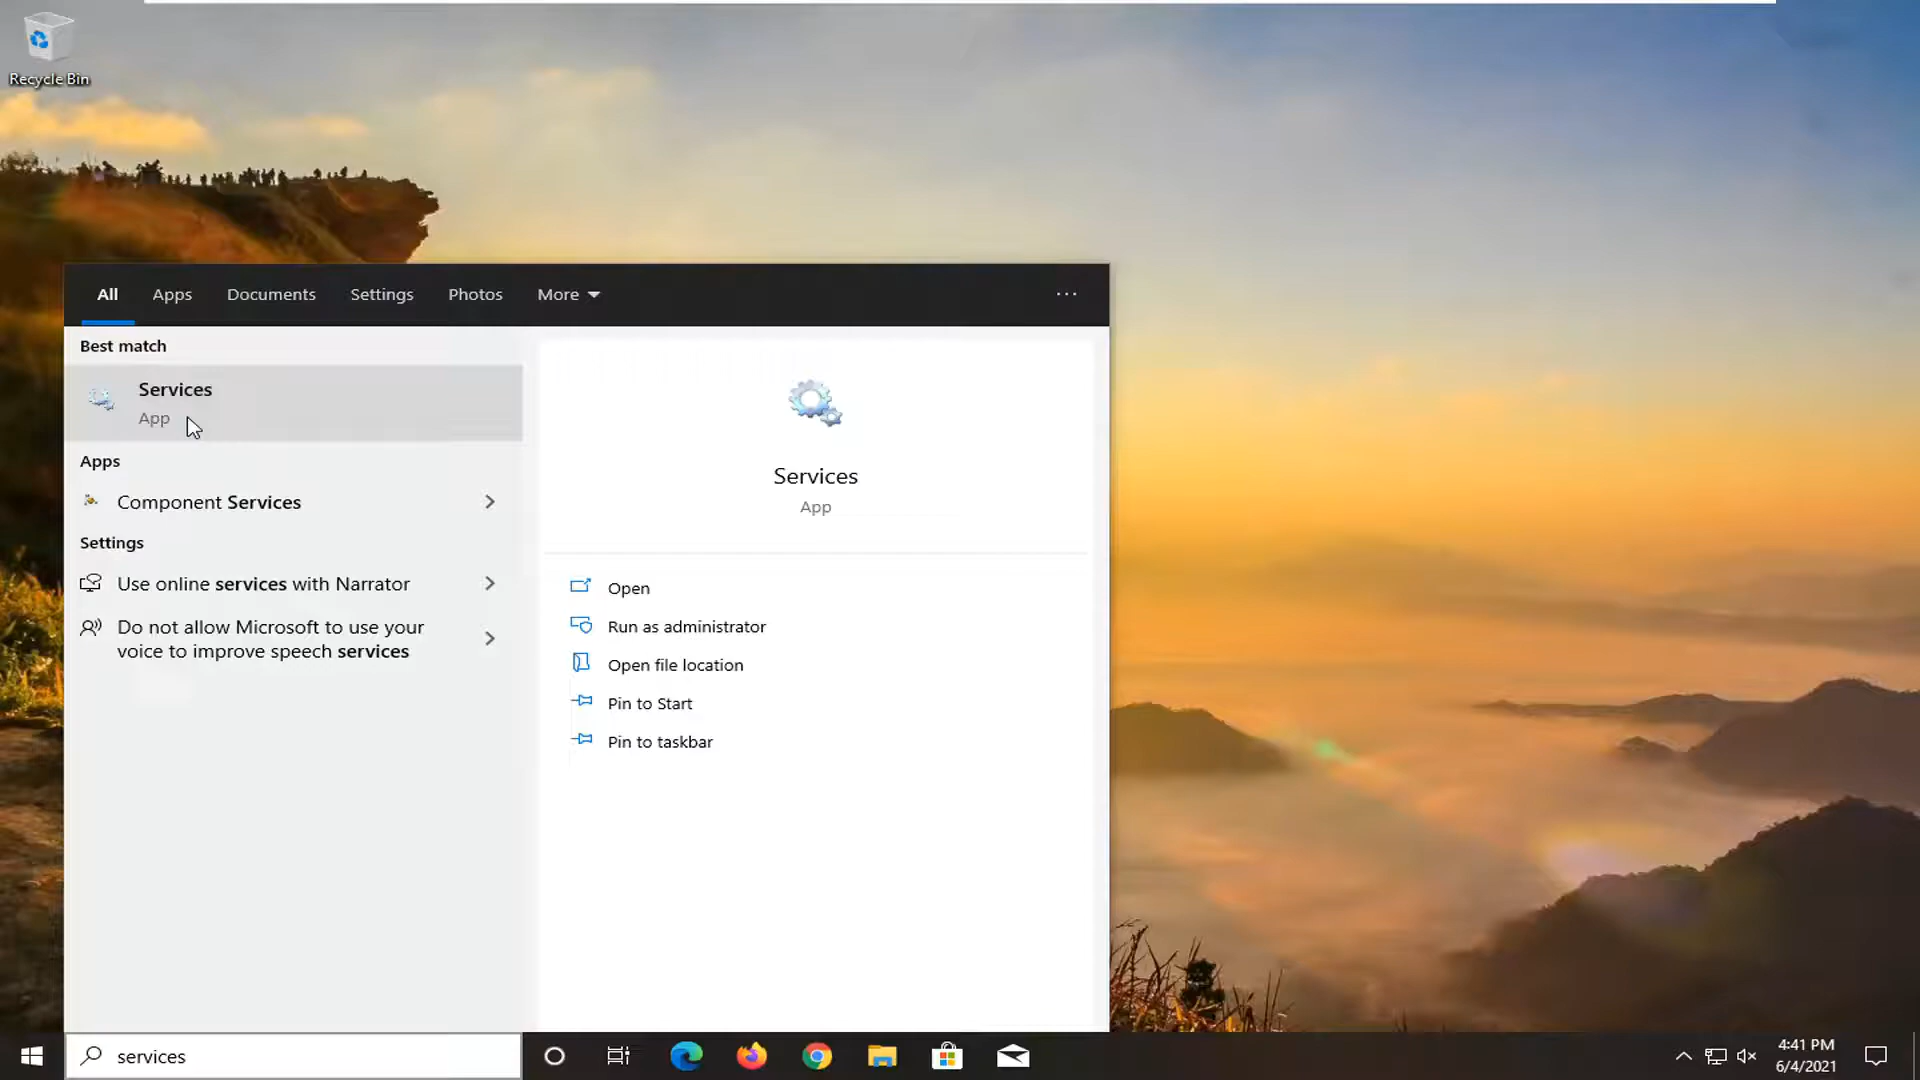 Recycle Bin
All Apps Documents Settings Photos More ...
Best match
Services
App
Apps
Component Services
Settings
Use online services with Narrator
Do not allow Microsoft to use your
voice to improve speech services
Services
App
Open
Run as administrator
Open file location
Pin to Start
Pin to taskbar
services
4:41 PM
6/4/2021